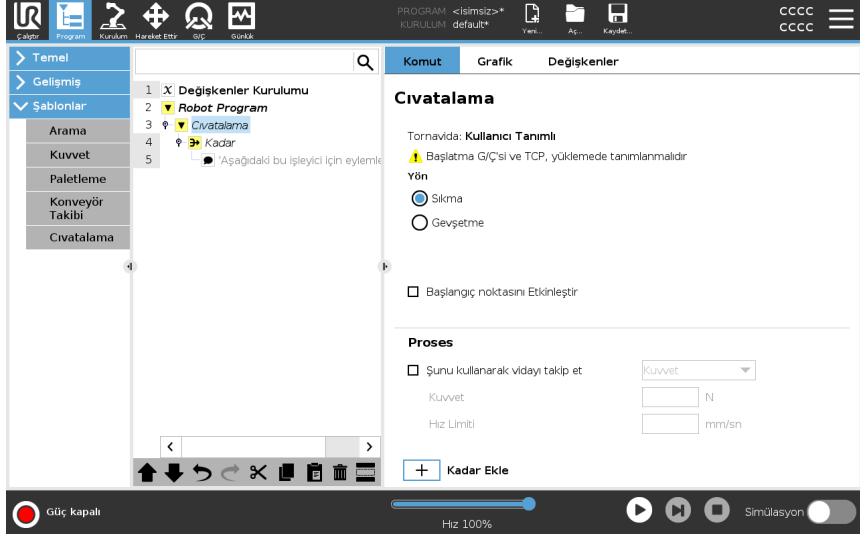 PROGRAM <isimsiz>*
KURULUM default*
CCCC
CCCC
Çalıştır
Program
Kurulum
Hareket Ettir
G/Ç
Günlük
Yeni...
Aç...
Kaydet...
Temel
Gelişmiş
Şablonlar
Arama
Kuvvet
Paletleme
Konveyör
Takibi
Cıvatalama
1 X Değişkenler Kurulumu
2 Robot Program
3 Cıvatalama
4 Kadar
5 'Aşağıdaki bu işleyici için eylemle
Komut
Grafik
Değişkenler
Cıvatalama
Tornavida: Kullanıcı Tanımlı
Başlatma G/Ç'si ve TCP, yüklemede tanımlanmalıdır
Yön
Sıkma
Gevşetme
Başlangıç noktasını Etkinleştir
Proses
Şunu kullanarak vidayı takip et
Kuvvet
Kuvvet
N
Hız Limiti
mm/sn
Kadar Ekle
Güç kapalı
Hız 100%
Simülasyon